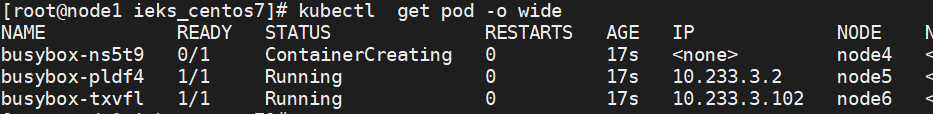 [root@node1 ieks_centos7]# kubectl  get pod -o wide
NAME            READY   STATUS              RESTARTS   AGE   IP             NODE    N
busybox-ns5t9   0/1     ContainerCreating   0          17s   <none>         node4   <
busybox-pldf4   1/1     Running             0          17s   10.233.3.2     node5   <
busybox-txvfl   1/1     Running             0          17s   10.233.3.102   node6   <